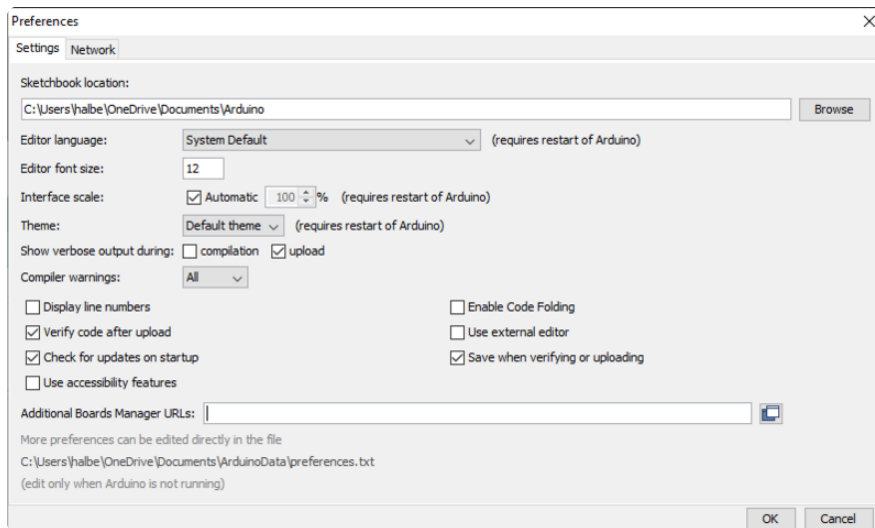 Preferences
Settings Network
Sketchbook location:
C:\Users\halbe\OneDrive\Documents\Arduino Browse
Editor language: System Default (requires restart of Arduino)
Editor font size: 12
Interface scale: Automatic 100 % (requires restart of Arduino)
Theme: Default theme (requires restart of Arduino)
Show verbose output during: compilation upload
Compiler warnings: All
Display line numbers Enable Code Folding
Verify code after upload Use external editor
Check for updates on startup Save when verifying or uploading
Use accessibility features
Additional Boards Manager URLs:
More preferences can be edited directly in the file
C:\Users\halbe\OneDrive\Documents\ArduinoData\preferences.txt
(edit only when Arduino is not running)
OK Cancel